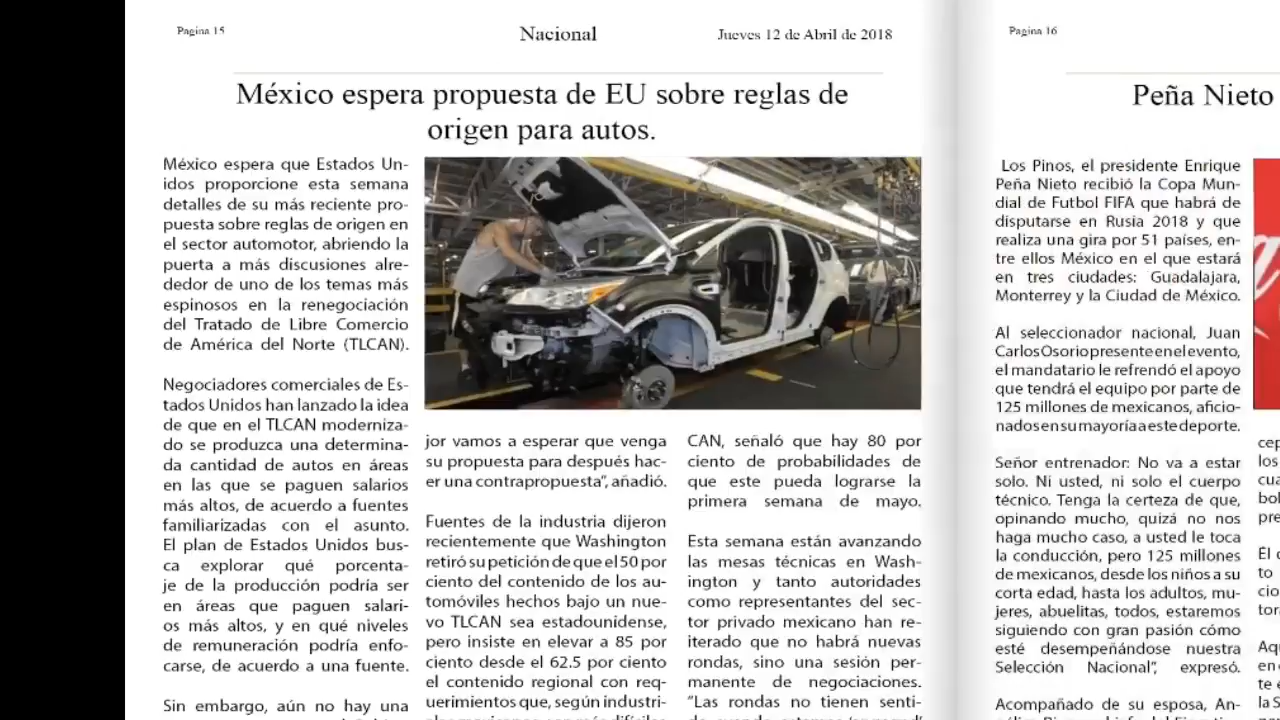 Pagina 15
Nacional
Jueves 12 de Abril de 2018
México espera propuesta de EU sobre reglas de
origen para autos.
México espera que Estados Un-
idos proporcione esta semana
detalles de su más reciente pro-
puesta sobre reglas de origen en
el sector automotor, abriendo la
puerta a más discusiones alre-
dedor de uno de los temas más
espinosos en la renegociación
del Tratado de Libre Comercio
de América del Norte (TLCAN).
Negociadores comerciales de Es-
tados Unidos han lanzado la idea
de que en el TLCAN moderniza-
do se produzca una determina-
da cantidad de autos en áreas
en las que se paguen salarios
más altos, de acuerdo a fuentes
familiarizadas con el asunto.
El plan de Estados Unidos bus-
ca explorar qué porcenta-
je de la producción podría ser
en áreas que paguen salari-
os más altos, y en qué niveles
de remuneración podría enfo-
carse, de acuerdo a una fuente.
Sin embargo, aún no hay una
jor vamos a esperar que venga
su propuesta para después hac-
er una contrapropuesta", añadió.
Fuentes de la industria dijeron
recientemente que Washington
retiró su petición de que el 50 por
ciento del contenido de los au-
tomóviles hechos bajo un nue-
vo TLCAN sea estadounidense,
pero insiste en elevar a 85 por
ciento desde el 62.5 por ciento
el contenido regional con req-
uerimientos que, según industri-
CAN, señaló que hay 80 por
ciento de probabilidades de
que este pueda lograrse la
primera semana de mayo.
Esta semana están avanzando
las mesas técnicas en Wash-
ington y tanto autoridades
como representantes del sec-
tor privado mexicano han re-
iterado que no habrá nuevas
rondas, sino una sesión per-
manente de negociaciones.
"Las rondas no tienen senti-
Pagina 16
Peña Nieto
Los Pinos, el presidente Enrique
Peña Nieto recibió la Copa Mun-
dial de Futbol FIFA que habrá de
disputarse en Rusia 2018 y que
realiza una gira por 51 países, en-
tre ellos México en el que estará
en tres ciudades: Guadalajara,
Monterrey y la Ciudad de México.
Al seleccionador nacional, Juan
Carlos Osorio presente en el evento,
el mandatario le refrendó el apoyo
que tendrá el equipo por parte de
125 millones de mexicanos, aficio-
nados en su mayoría a este deporte.
Señor entrenador: No va a estar
solo. Ni usted, ni solo el cuerpo
técnico. Tenga la certeza de que,
opinando mucho, quizá no nos
haga mucho caso, a usted le toca
la conducción, pero 125 millones
de mexicanos, desde los niños a su
corta edad, hasta los adultos, mu-
jeres, abuelitas, todos, estaremos
siguiendo con gran pasión cómo
esté desempeñándose nuestra
Selección Nacional", expresó.
Acompañado de su esposa, An-